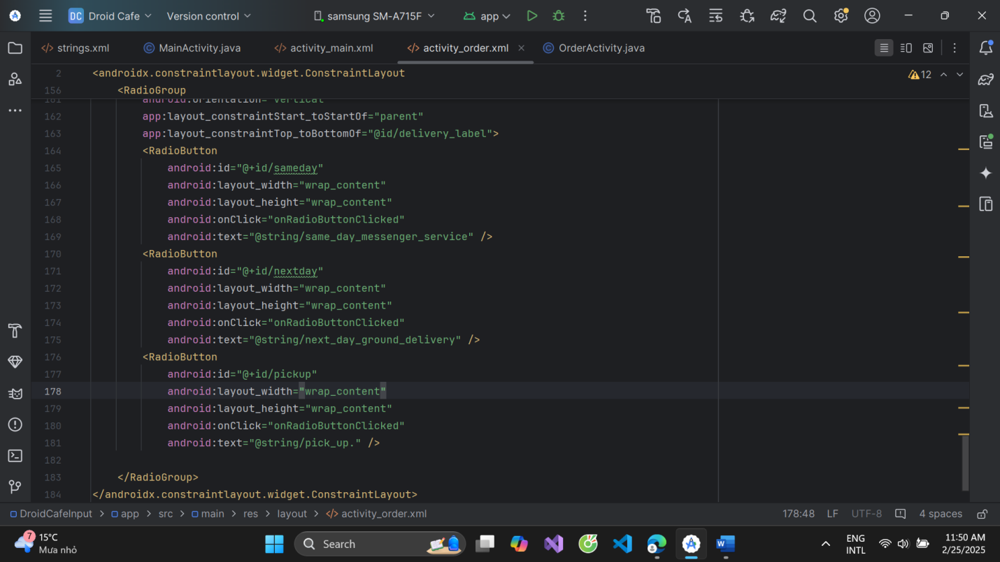 DC Droid Cafe
Version control
samsung SM-A715F
app
strings.xml
MainActivity.java
activity_main.xml
activity_order.xml
OrderActivity.java
2 <androidx.constraintlayout.widget.ConstraintLayout
12
156 <RadioGroup
161 android:orientation="vertical"
162 app:layout_constraintStart_toStartOf="parent"
163 app:layout_constraintTop_toBottomOf="@id/delivery_label">
164 <RadioButton
165 android:id="@+id/sameday"
166 android:layout_width="wrap_content"
167 android:layout_height="wrap_content"
168 android:onClick="onRadioButtonClicked"
169 android:text="@string/same_day_messenger_service" />
170 <RadioButton
171 android:id="@+id/nextday"
172 android:layout_width="wrap_content"
173 android:layout_height="wrap_content"
174 android:onClick="onRadioButtonClicked"
175 android:text="@string/next_day_ground_delivery" />
176 <RadioButton
177 android:id="@+id/pickup"
178 android:layout_width="wrap_content"
179 android:layout_height="wrap_content"
180 android:onClick="onRadioButtonClicked"
181 android:text="@string/pick_up." />
182
183 </RadioGroup>
184 </androidx.constraintlayout.widget.ConstraintLayout>
DroidCafeInput > app > src > main > res > layout > activity_order.xml
178:48 LF UTF-8 4 spaces
7
15°C
Mưa nhỏ
Search
ENG
INTL
11:50 AM
2/25/2025